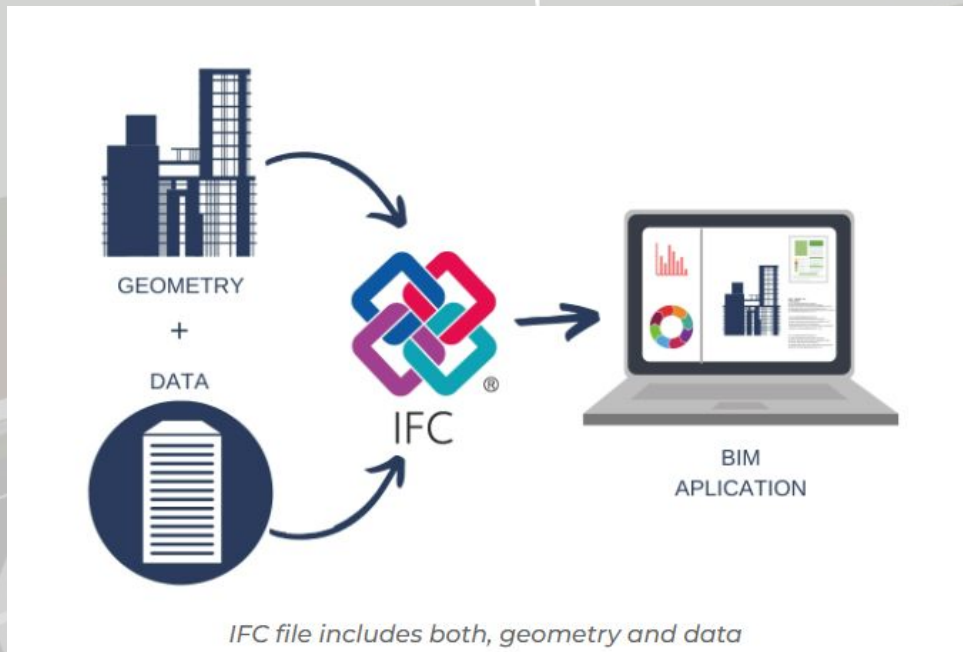 GEOMETRY
+
DATA
IFC
®
BIM
APLICATION
IFC file includes both, geometry and data